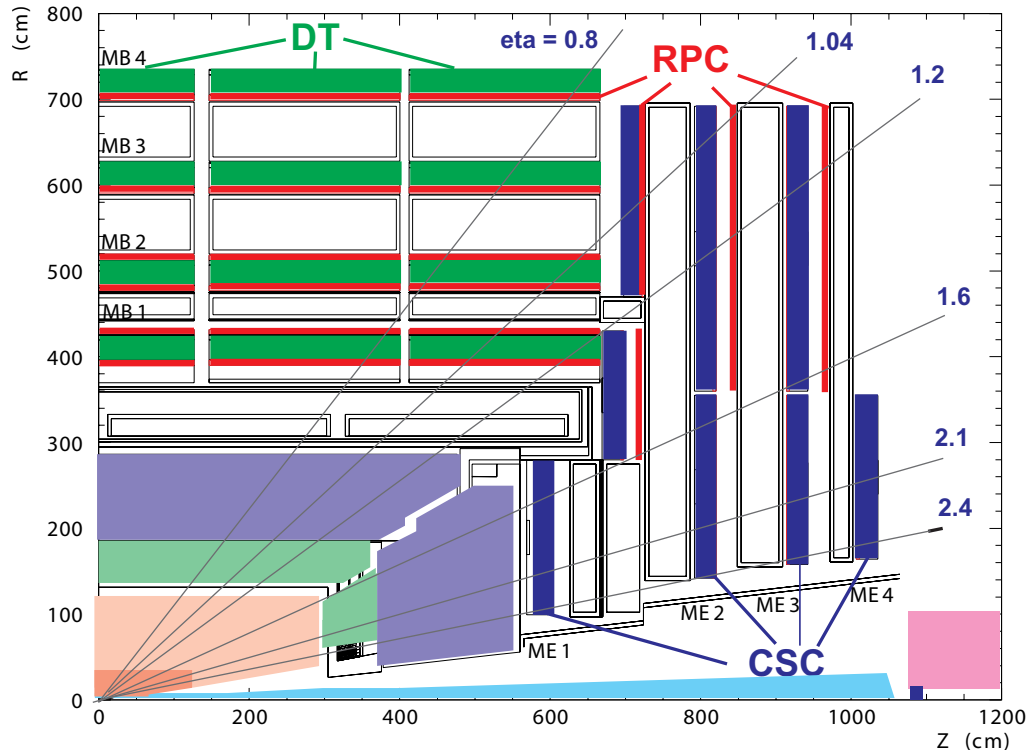 R (cm)
800
700
600
500
400
300
200
100
0
MB 4
DT
eta = 0.8
1.04
RPC
1.2
MB 3
MB 2
MB 1
1.6
2.1
2.4
ME 1
ME 2
ME 3
ME 4
CSC
0
200
400
600
800
1000
1200
Z (cm)